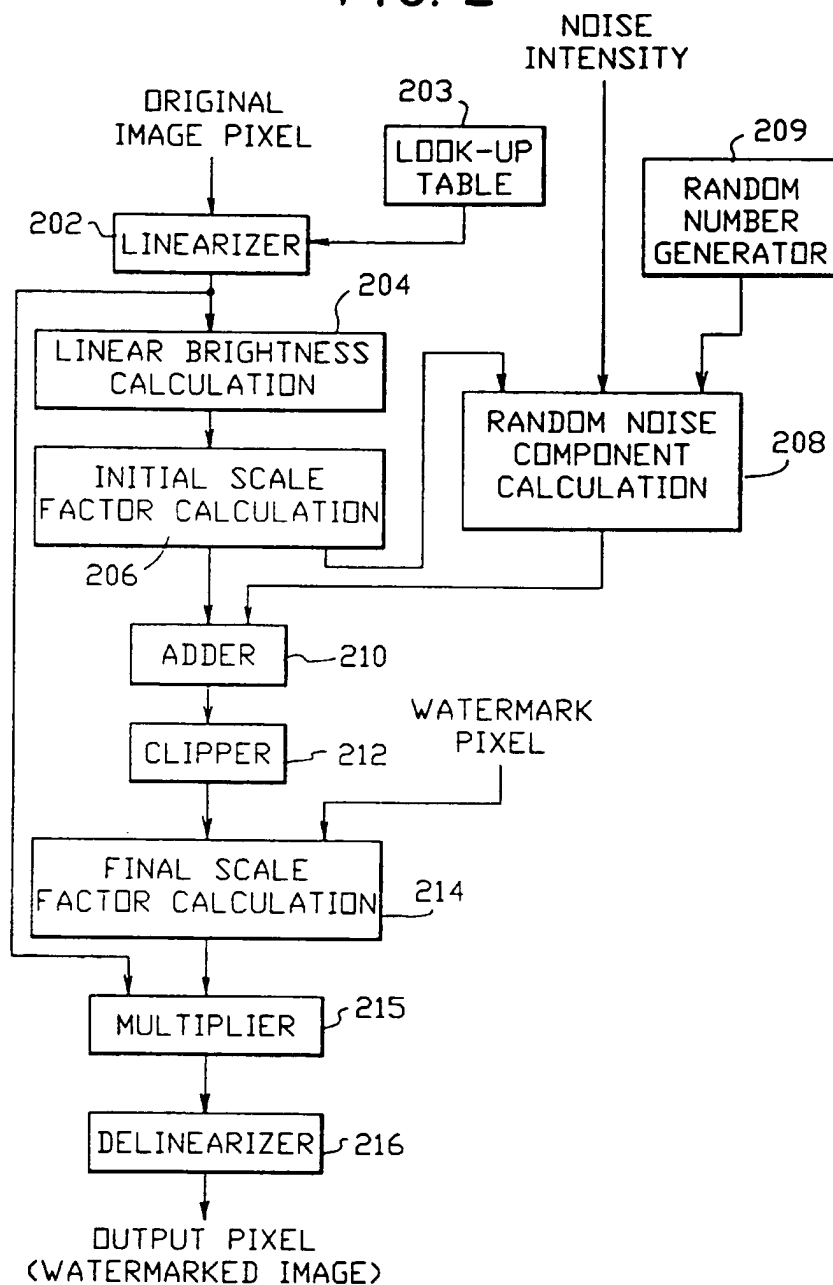 FIG. 2
NOISE
INTENSITY
ORIGINAL
IMAGE PIXEL
203
LOOK-UP
TABLE
209
RANDOM
NUMBER
GENERATOR
202
LINEARIZER
204
LINEAR BRIGHTNESS
CALCULATION
RANDOM NOISE
COMPONENT
CALCULATION
208
INITIAL SCALE
FACTOR CALCULATION
206
ADDER
210
CLIPPER
212
WATERMARK
PIXEL
FINAL SCALE
FACTOR CALCULATION
214
MULTIPLIER
215
DELINEARIZER
216
OUTPUT PIXEL
(WATERMARKED IMAGE)